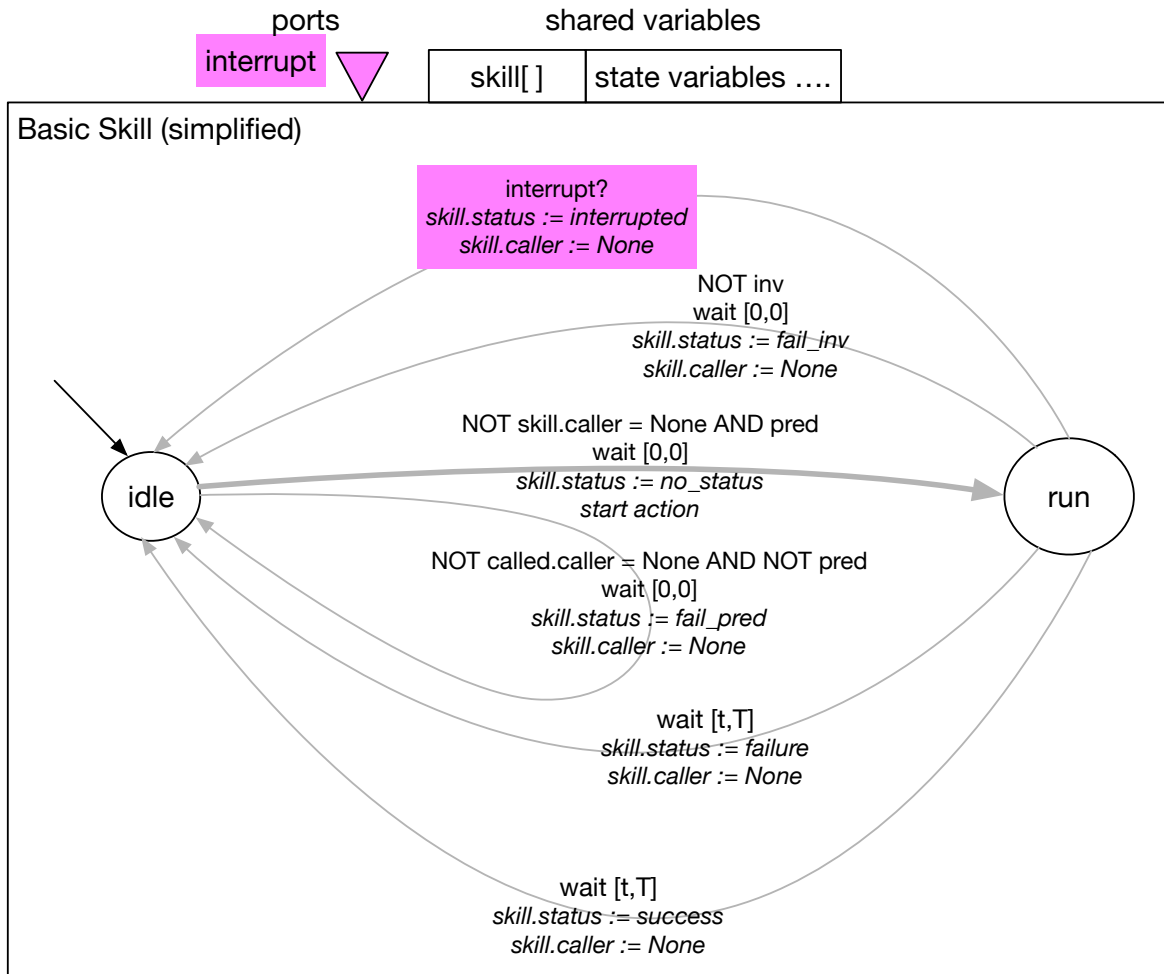 ports
shared variables
interrupt
skill[ ]
state variables ….
Basic Skill (simplified)
interrupt?
skill.status := interrupted
skill.caller := None
NOT inv
wait [0,0]
skill.status := fail_inv
skill.caller := None
NOT skill.caller = None AND pred
wait [0,0]
skill.status := no_status
start action
idle
run
NOT called.caller = None AND NOT pred
wait [0,0]
skill.status := fail_pred
skill.caller := None
wait [t,T]
skill.status := failure
skill.caller := None
wait [t,T]
skill.status := success
skill.caller := None